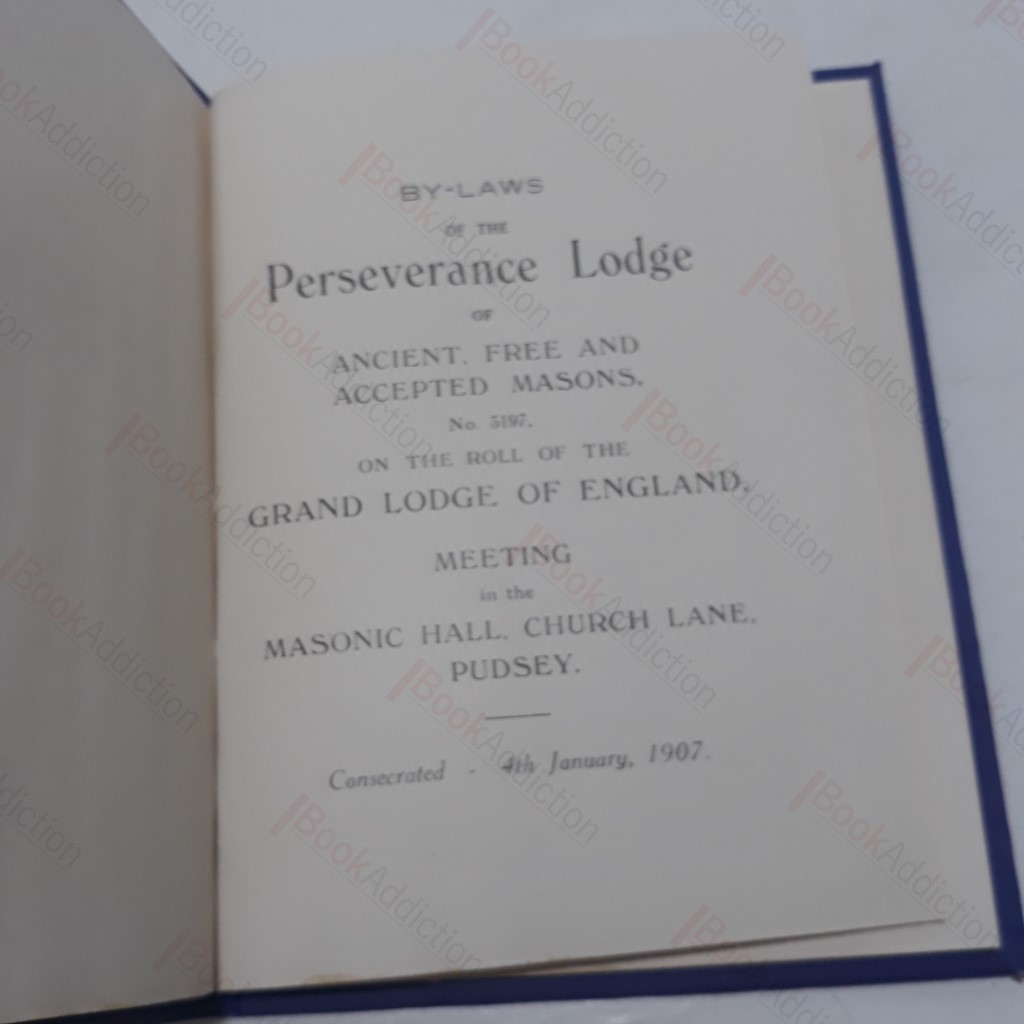 BY-LAWS
OF THE
Perseverance Lodge
OF
ANCIENT, FREE AND
ACCEPTED MASONS,
No. 3197,
ON THE ROLL OF THE
GRAND LODGE OF ENGLAND,
MEETING
in the
MASONIC HALL, CHURCH LANE,
PUDSEY.
Consecrated - 4th January, 1907.
BookAddiction